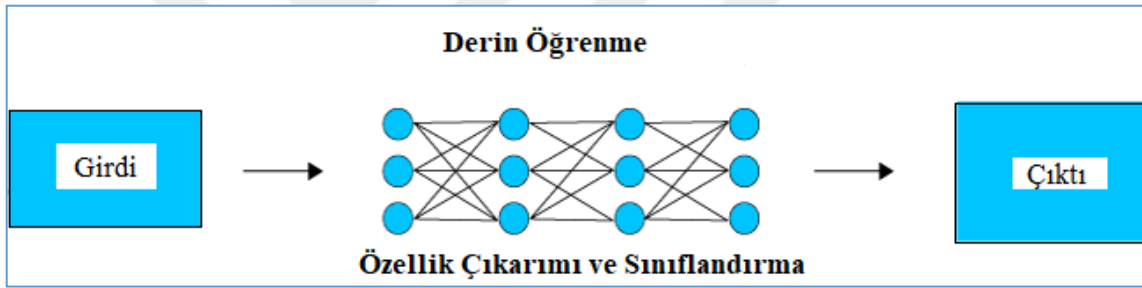 Derin Öğrenme
Girdi
Çıktı
Özellik Çıkarımı ve Sınıflandırma